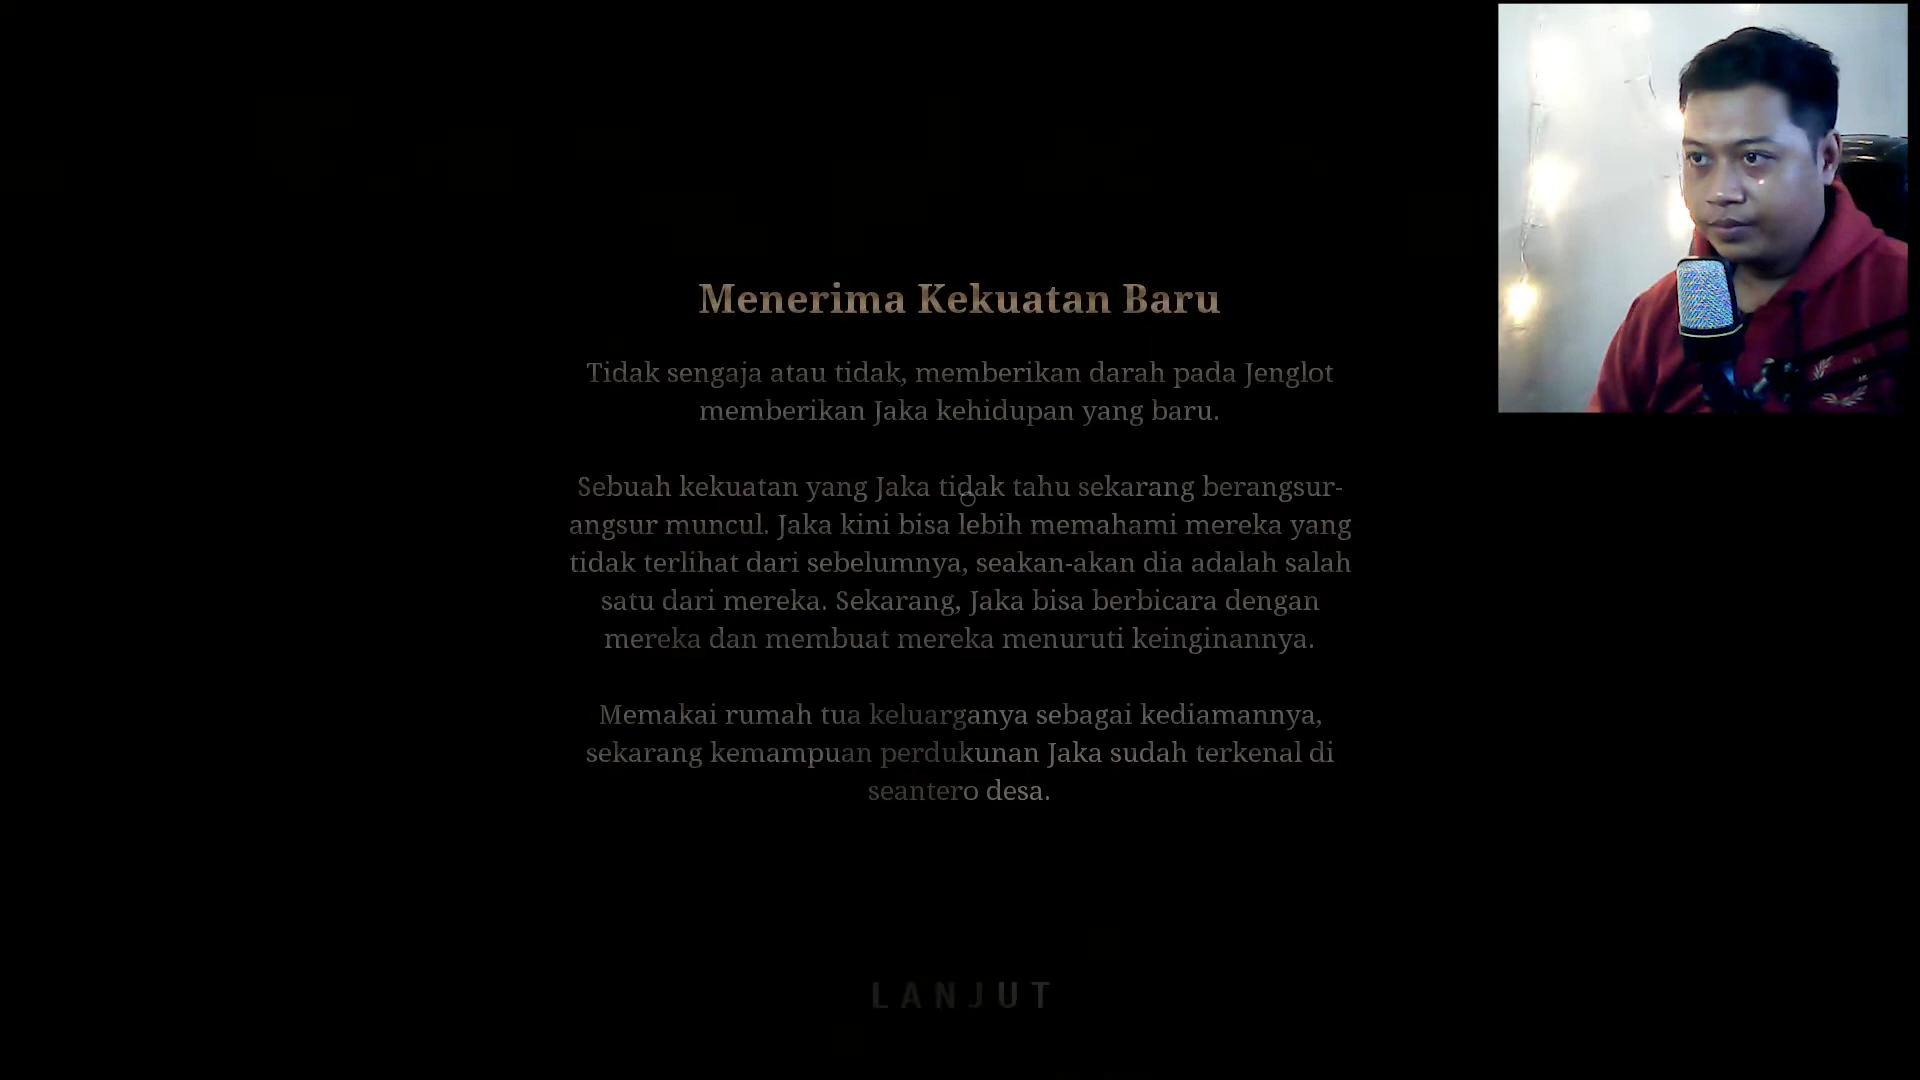 Menerima Kekuatan Baru
Tidak sengaja atau tidak, memberikan darah pada Jenglot
memberikan Jaka kehidupan yang baru.
Sebuah kekuatan yang Jaka tidak tahu sekarang berangsur-
angsur muncul. Jaka kini bisa lebih memahami mereka yang
tidak terlihat dari sebelumnya, seakan-akan dia adalah salah
satu dari mereka. Sekarang, Jaka bisa berbicara dengan
mereka dan membuat mereka menuruti keinginannya.
Memakai rumah tua keluarganya sebagai kediamannya,
sekarang kemampuan perdukunan Jaka sudah terkenal di
seantero desa.
LANJUT